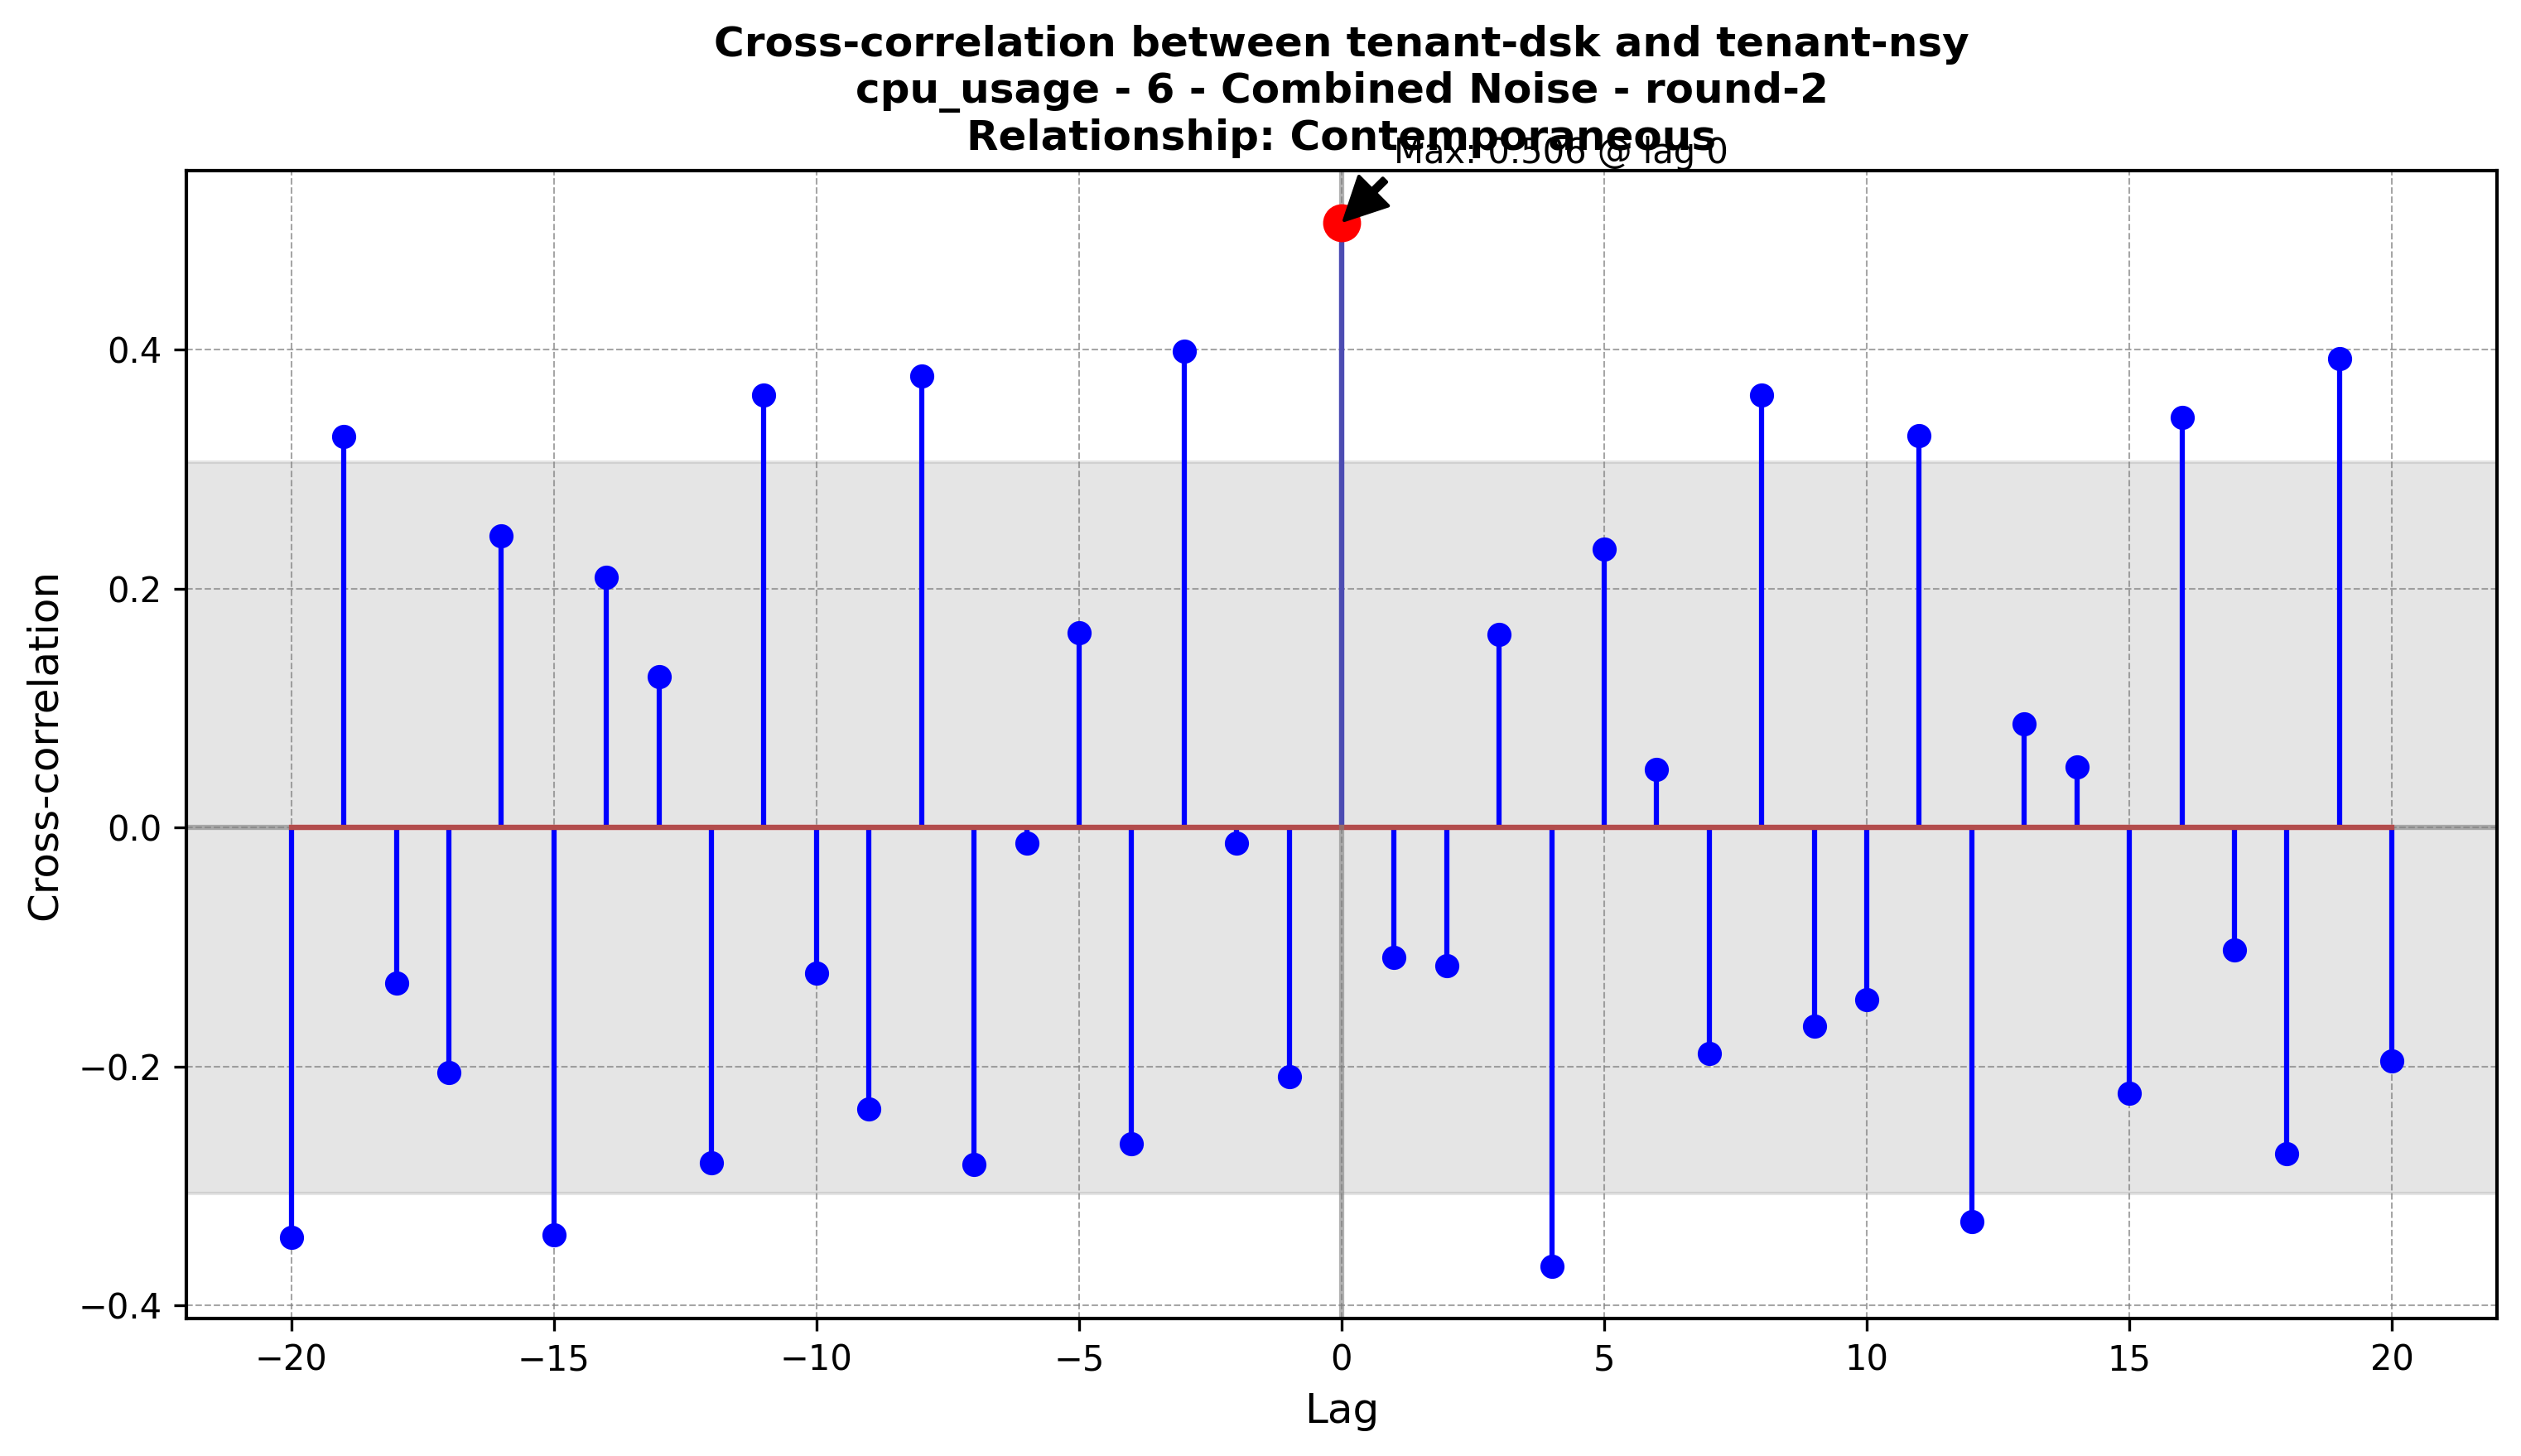 Cross-correlation between tenant-dsk and tenant-nsy
cpu_usage - 6 - Combined Noise - round-2
Relationship: Contemporaneous
Max: 0.506 @ lag 0
Cross-correlation
0.4
0.2
0.0
−0.2
−0.4
−20 −15 −10 −5 0 5 10 15 20
Lag